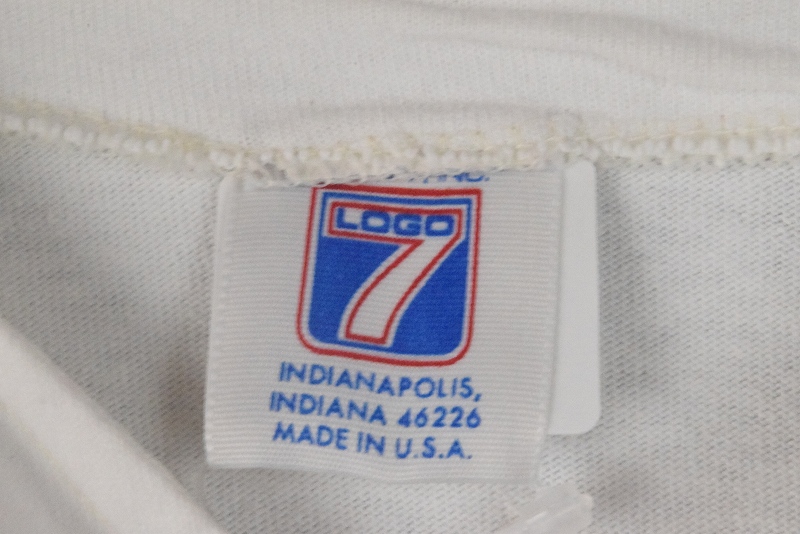 LOGO
7
INDIANAPOLIS,
INDIANA 46226
MADE IN U.S.A.